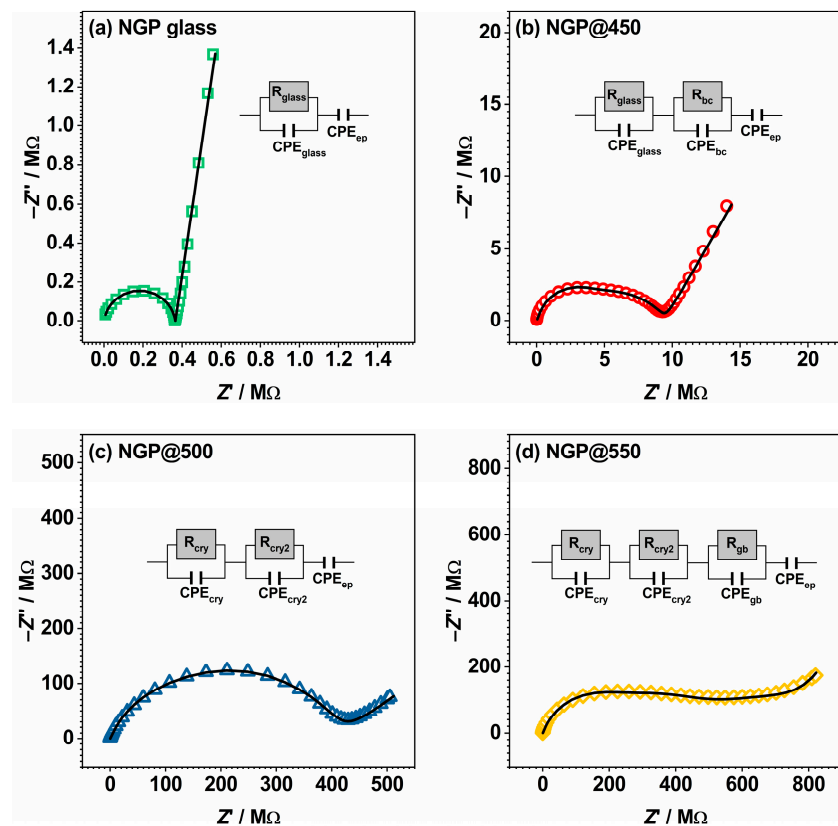 (a) NGP glass
1.4
1.2
1.0
0.8
0.6
0.4
0.2
0.0
−Z'' / MΩ
0.0 0.2 0.4 0.6 0.8 1.0 1.2 1.4
Z' / MΩ
R_glass
CPE_glass
CPE_ep
(b) NGP@450
20
15
10
5
0
−Z'' / MΩ
0 5 10 15 20
Z' / MΩ
R_glass R_bc
CPE_glass CPE_bc CPE_ep
(c) NGP@500
500
400
300
200
100
0
−Z'' / MΩ
0 100 200 300 400 500
Z' / MΩ
R_cry R_cry2
CPE_cry CPE_cry2 CPE_ep
(d) NGP@550
800
600
400
200
0
−Z'' / MΩ
0 200 400 600 800
Z' / MΩ
R_cry R_cry2 R_gb
CPE_cry CPE_cry2 CPE_gb CPE_ep